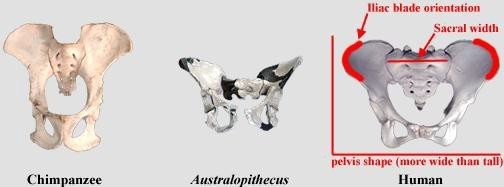 Iliac blade orientation
Sacral width
pelvis shape (more wide than tall)
Chimpanzee
Australopithecus
Human